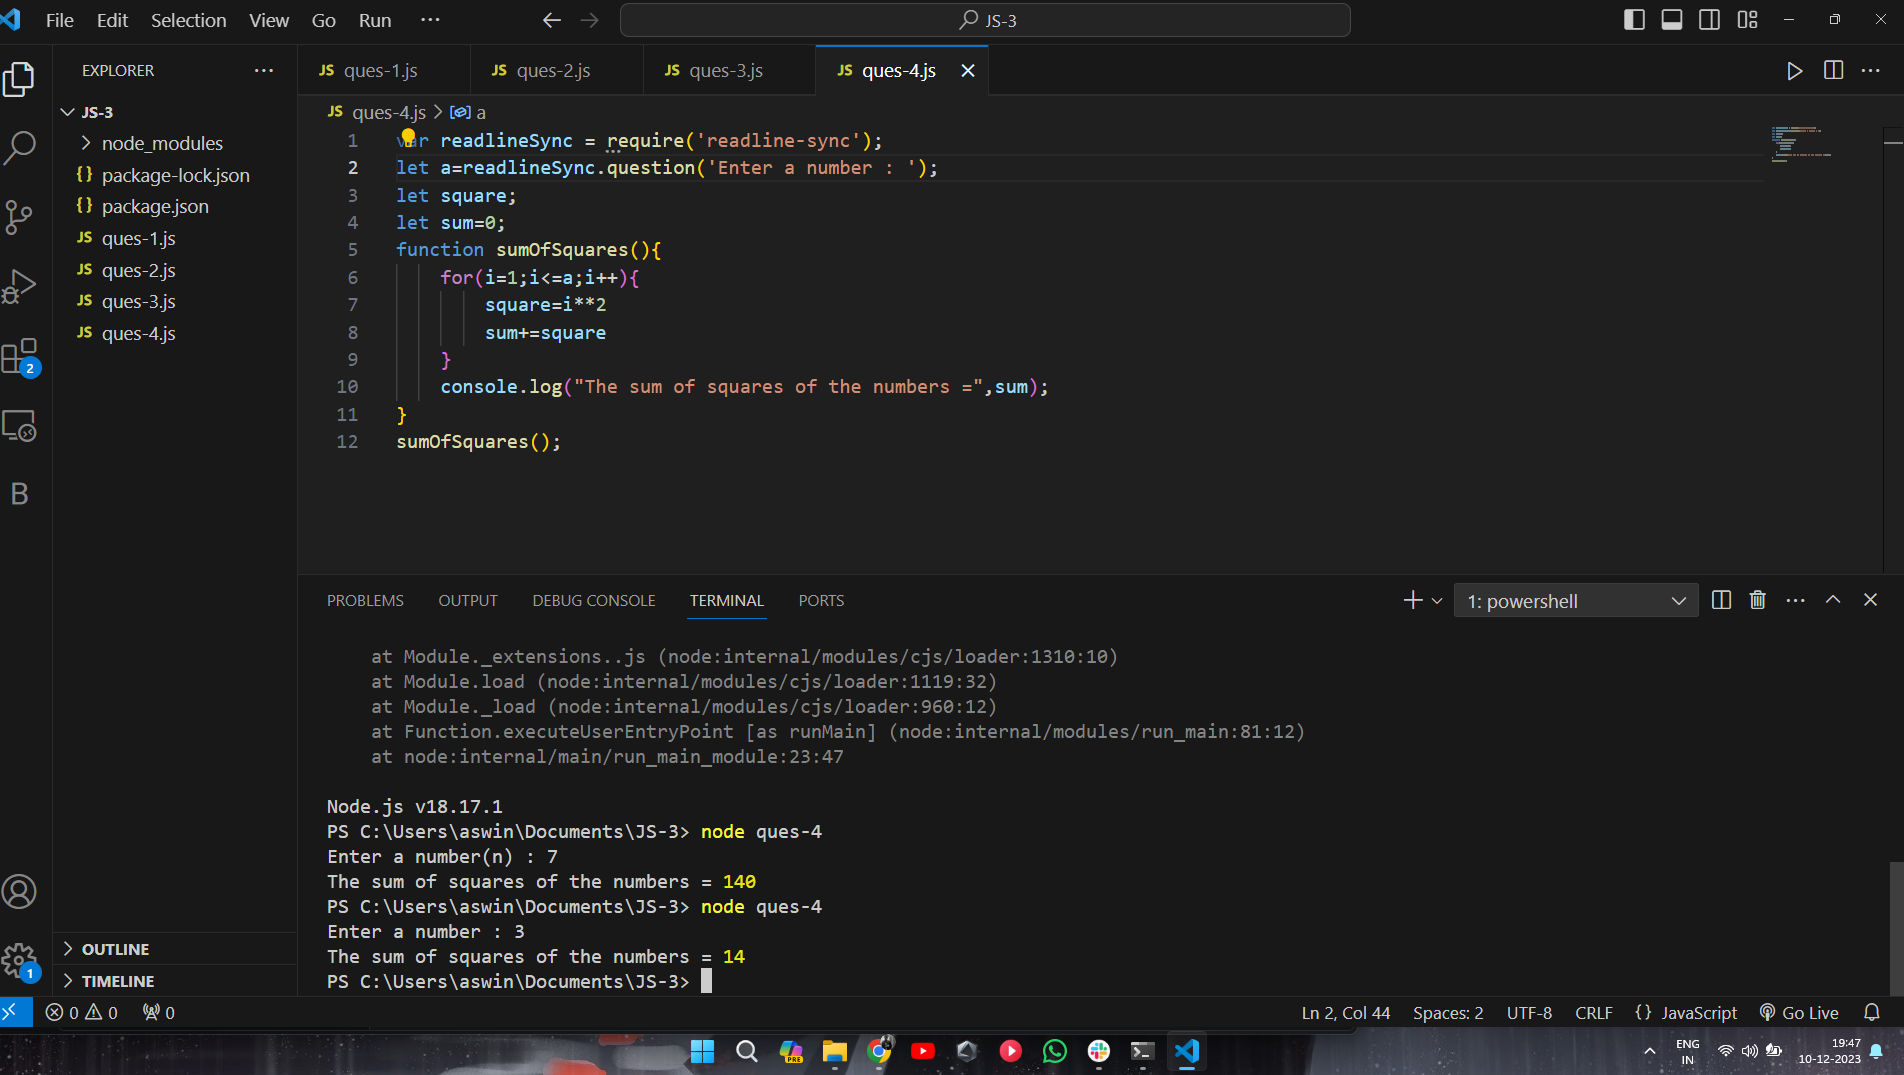 File Edit Selection View Go Run ···
JS-3
EXPLORER ···
JS-3
node_modules
{} package-lock.json
{} package.json
JS ques-1.js
JS ques-2.js
JS ques-3.js
JS ques-4.js
2
B
1
OUTLINE
TIMELINE
JS ques-1.js JS ques-2.js JS ques-3.js JS ques-4.js
JS ques-4.js > a
1 var readlineSync = require('readline-sync');
2 let a=readlineSync.question('Enter a number : ');
3 let square;
4 let sum=0;
5 function sumOfSquares(){
6 for(i=1;i<=a;i++){
7 square=i**2
8 sum+=square
9 }
10 console.log("The sum of squares of the numbers =",sum);
11 }
12 sumOfSquares();
PROBLEMS OUTPUT DEBUG CONSOLE TERMINAL PORTS
1: powershell
at Module._extensions..js (node:internal/modules/cjs/loader:1310:10)
at Module.load (node:internal/modules/cjs/loader:1119:32)
at Module._load (node:internal/modules/cjs/loader:960:12)
at Function.executeUserEntryPoint [as runMain] (node:internal/modules/run_main:81:12)
at node:internal/main/run_main_module:23:47
Node.js v18.17.1
PS C:\Users\aswin\Documents\JS-3> node ques-4
Enter a number(n) : 7
The sum of squares of the numbers = 140
PS C:\Users\aswin\Documents\JS-3> node ques-4
Enter a number : 3
The sum of squares of the numbers = 14
PS C:\Users\aswin\Documents\JS-3>
0 0 0
Ln 2, Col 44 Spaces: 2 UTF-8 CRLF {} JavaScript Go Live
PRE
ENG
IN
19:47
10-12-2023